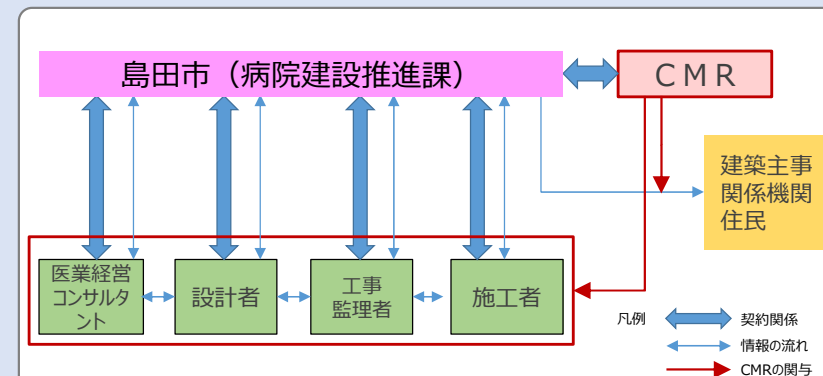 島田市（病院建設推進課）
ＣＭＲ
建築主事
関係機関
住民
医業経営
コンサルタ
ント
設計者
工事
監理者
施工者
凡例
契約関係
情報の流れ
CMRの関与